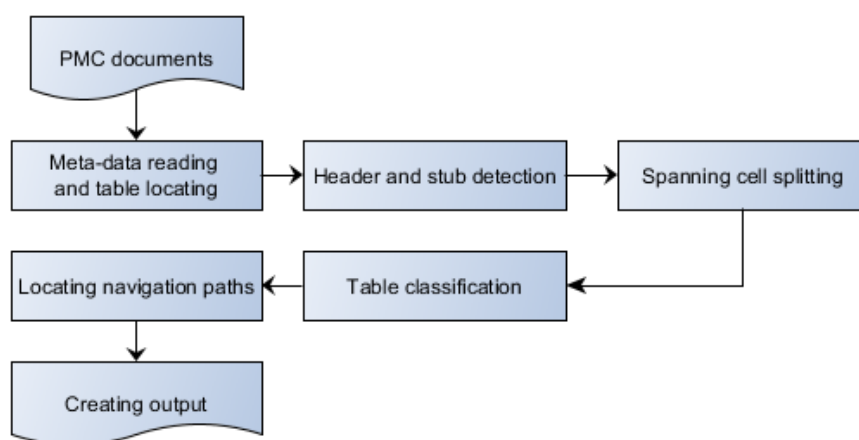 PMC documents
Meta-data reading
and table locating
Header and stub detection
Spanning cell splitting
Table classification
Locating navigation paths
Creating output